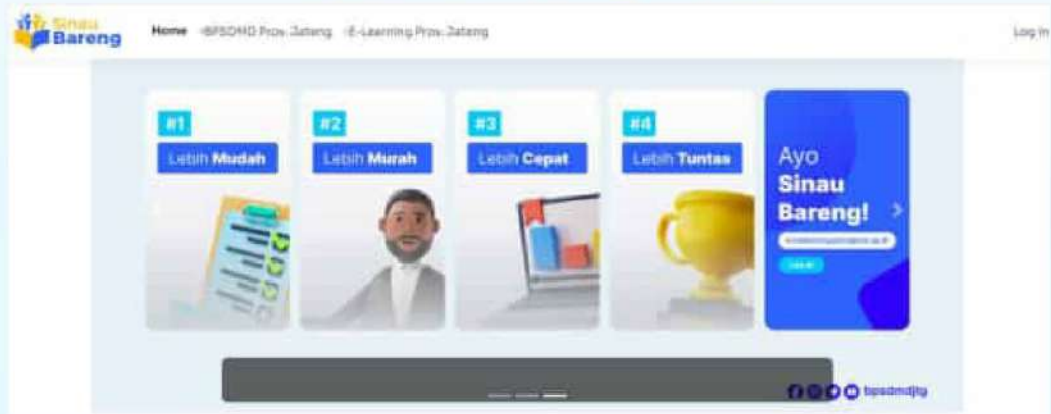 Sinau
Bareng
Home BPSDMD Prov. Jateng E-Learning Prov. Jateng
Log in
#1
Lebih Mudah
#2
Lebih Murah
#3
Lebih Cepat
#4
Lebih Tuntas
Ayo
Sinau
Bareng!
bpsdmdjtg